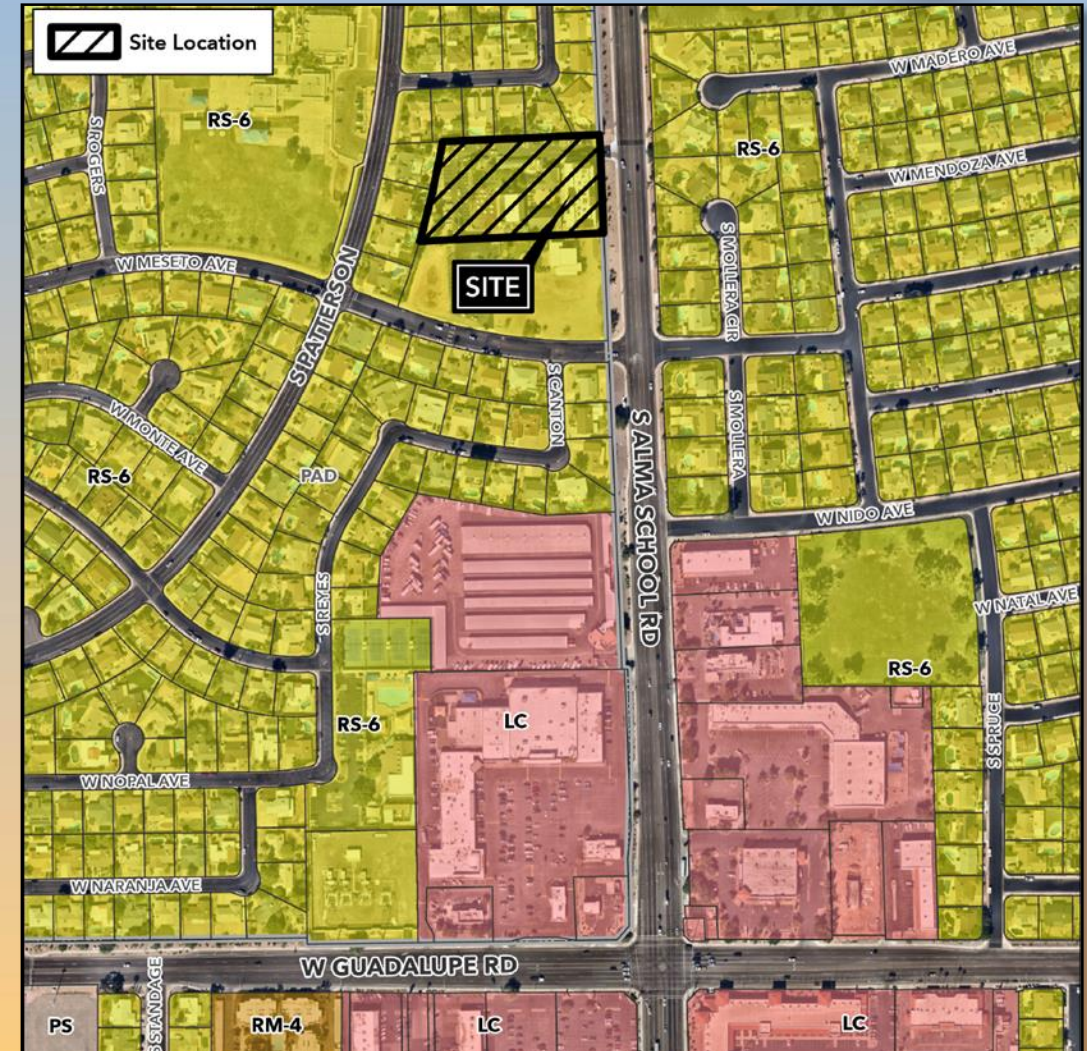 Site Location
W MADERO AVE
RS-6
S ROGERS
RS-6
W MENDOZA AVE
S MOLLERA CIR
W MESETO AVE
SITE
S PATTERSON
S CANTON
S MOLLERA
W MONTE AVE
S ALMA SCHOOL RD
RS-6
PAD
W NIDO AVE
S REYES
W NATAL AVE
RS-6
LC
RS-6
S SPRUCE
W NOPAL AVE
W NARANJA AVE
W GUADALUPE RD
S STANDAGE
PS
RM-4
LC
LC